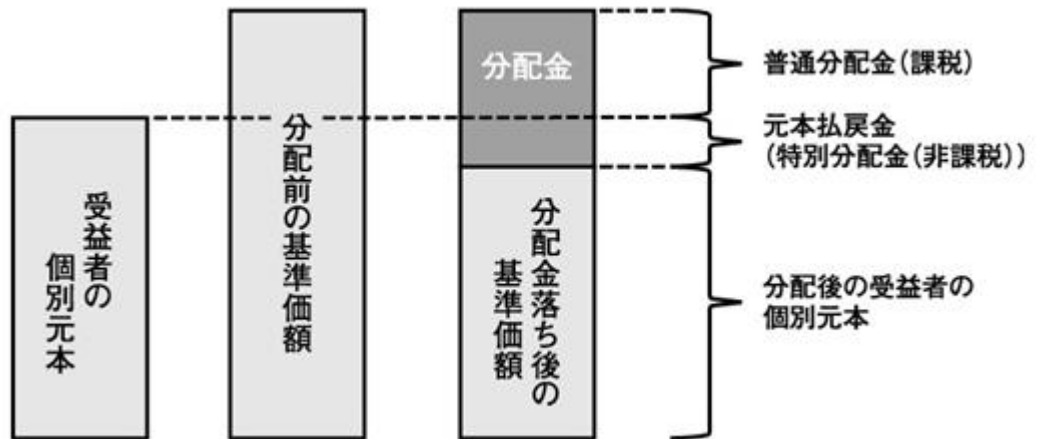 受益者の
個別元本
分配前の基準価額
分配金
分配金落ち後の
基準価額
普通分配金(課税)
元本払戻金
(特別分配金(非課税))
分配後の受益者の
個別元本